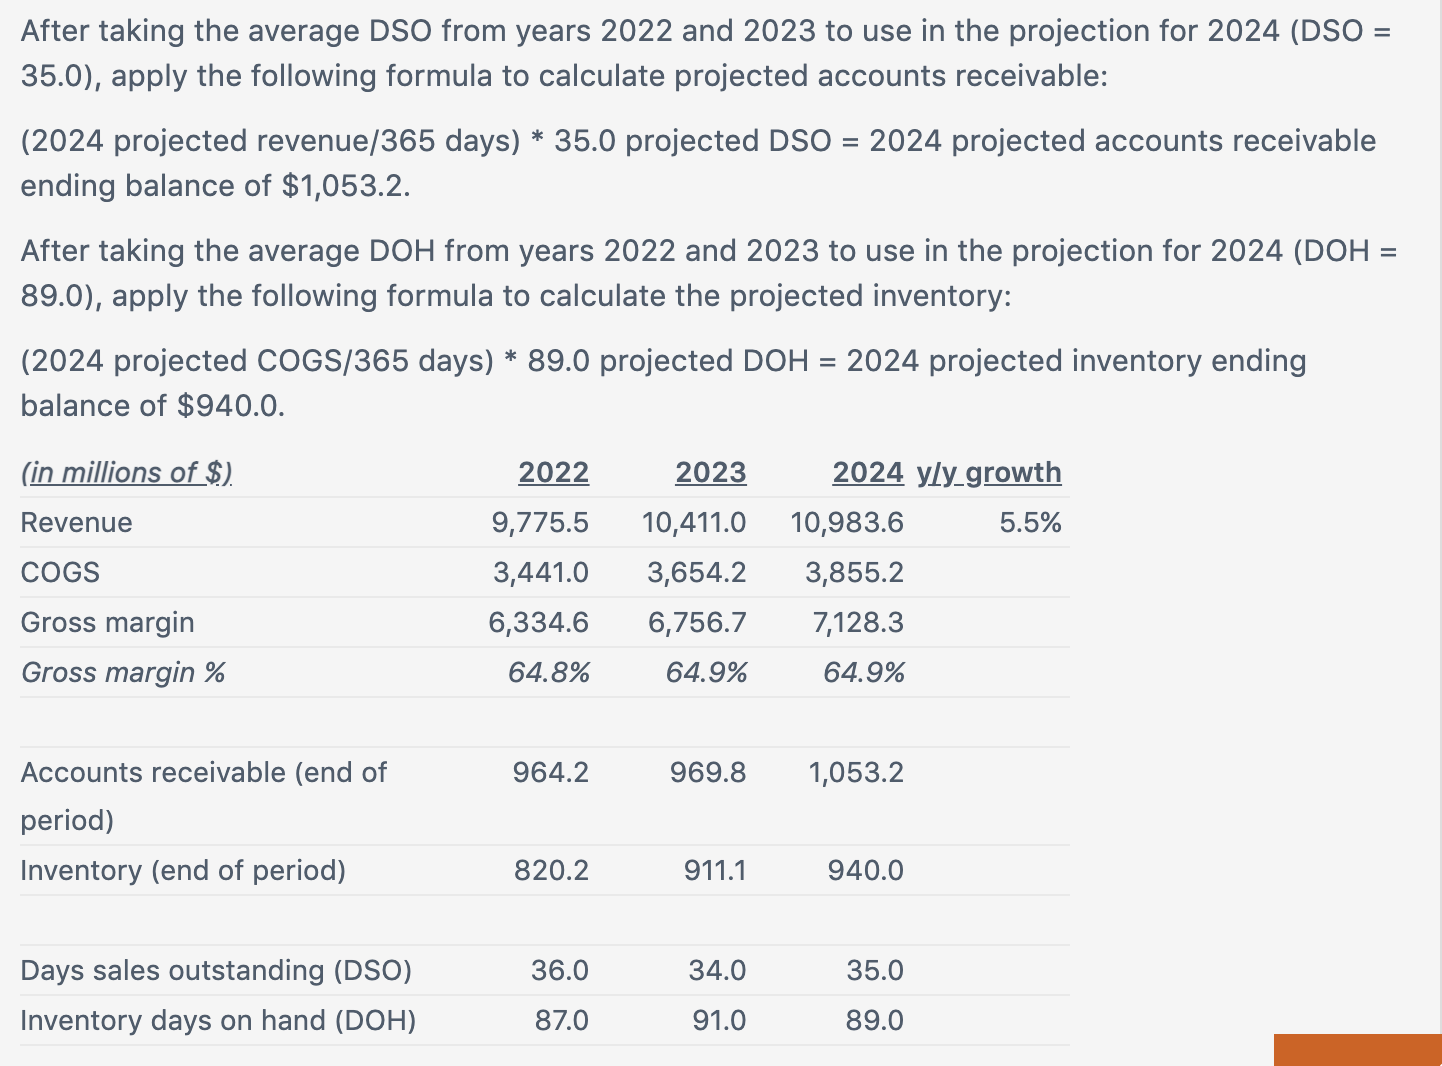 After taking the average DSO from years 2022 and 2023 to use in the projection for 2024 (DSO =
35.0), apply the following formula to calculate projected accounts receivable:
(2024 projected revenue/365 days) * 35.0 projected DSO = 2024 projected accounts receivable
ending balance of $1,053.2.
After taking the average DOH from years 2022 and 2023 to use in the projection for 2024 (DOH =
89.0), apply the following formula to calculate the projected inventory:
(2024 projected COGS/365 days) * 89.0 projected DOH = 2024 projected inventory ending
balance of $940.0.
(in millions of $) 2022 2023 2024 y/y growth
Revenue 9,775.5 10,411.0 10,983.6 5.5%
COGS 3,441.0 3,654.2 3,855.2
Gross margin 6,334.6 6,756.7 7,128.3
Gross margin % 64.8% 64.9% 64.9%
Accounts receivable (end of 964.2 969.8 1,053.2
period)
Inventory (end of period) 820.2 911.1 940.0
Days sales outstanding (DSO) 36.0 34.0 35.0
Inventory days on hand (DOH) 87.0 91.0 89.0